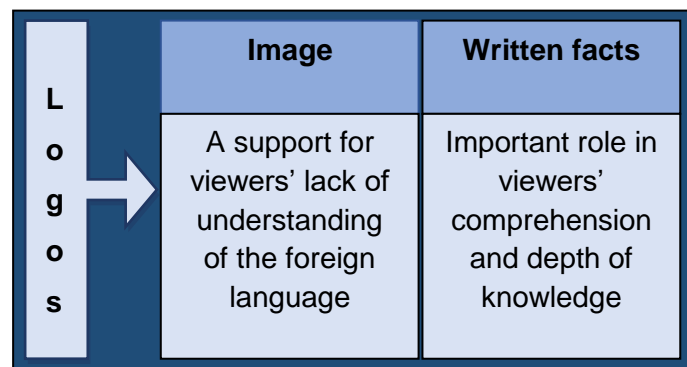 Logos
Image
A support for
viewers' lack of
understanding
of the foreign
language
Written facts
Important role in
viewers'
comprehension
and depth of
knowledge